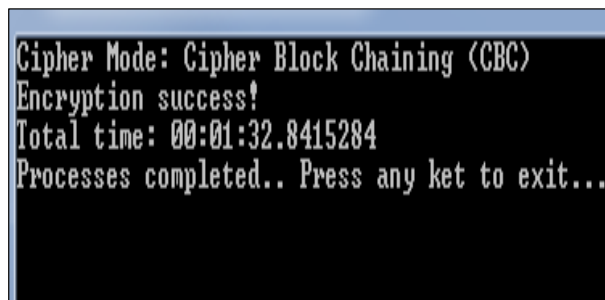 Cipher Mode: Cipher Block Chaining (CBC)
Encryption success!
Total time: 00:01:32.8415284
Processes completed.. Press any ket to exit...